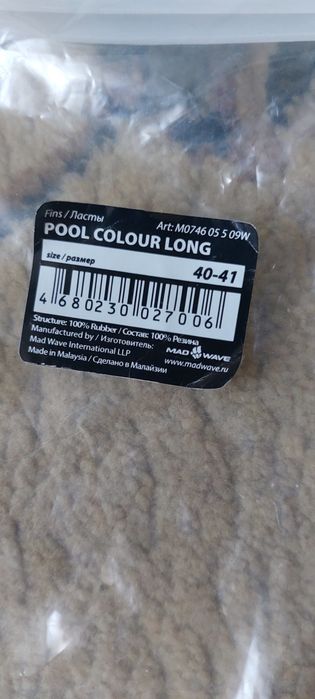 Fins / Ласты
Art: M0746 05 5 09W
POOL COLOUR LONG
size / размер
40-41
4 680230 027006
Structure: 100% Rubber / Состав: 100% Резина
Manufactured by / Изготовитель:
Mad Wave International LLP
Made in Malaysia / Сделано в Малайзии
MAD WAVE
www.madwave.ru